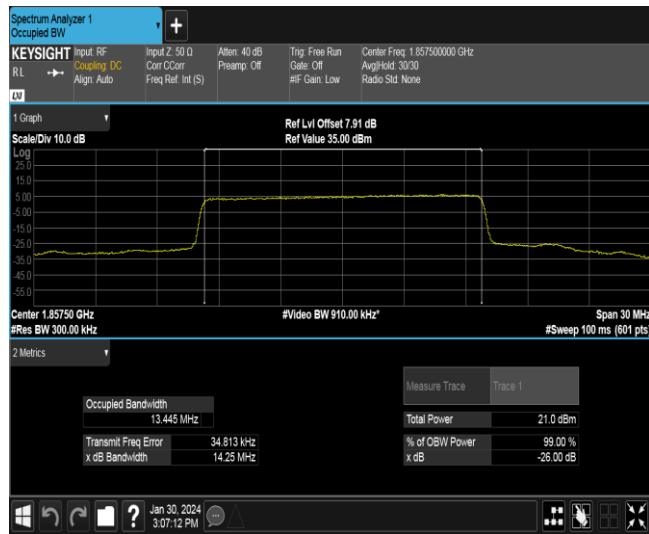 Spectrum Analyzer 1
Occupied BW
+
KEYSIGHT Input: RF Input Z: 50 Ω Atten: 40 dB Trig: Free Run Center Freq: 1.857500000 GHz
RL Coupling: DC Corr CCorr Preamp: Off Gate: Off Avg|Hold: 30/30
Align: Auto Freq Ref: Int (S) #IF Gain: Low Radio Std: None
LXI
1 Graph
Ref Lvl Offset 7.91 dB
Scale/Div 10.0 dB Ref Value 35.00 dBm
Log
25.0
15.0
5.00
-5.00
-15.0
-25.0
-35.0
-45.0
-55.0
Center 1.85750 GHz #Video BW 910.00 kHz* Span 30 MHz
#Res BW 300.00 kHz #Sweep 100 ms (601 pts)
2 Metrics
Measure Trace Trace 1
Occupied Bandwidth
13.445 MHz Total Power 21.0 dBm
Transmit Freq Error 34.813 kHz % of OBW Power 99.00 %
x dB Bandwidth 14.25 MHz x dB -26.00 dB
? Jan 30, 2024
3:07:12 PM